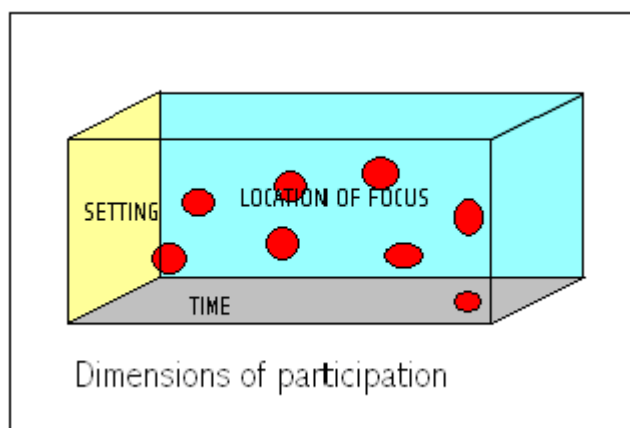 LOCATION OF FOCUS
SETTING
TIME
Dimensions of participation